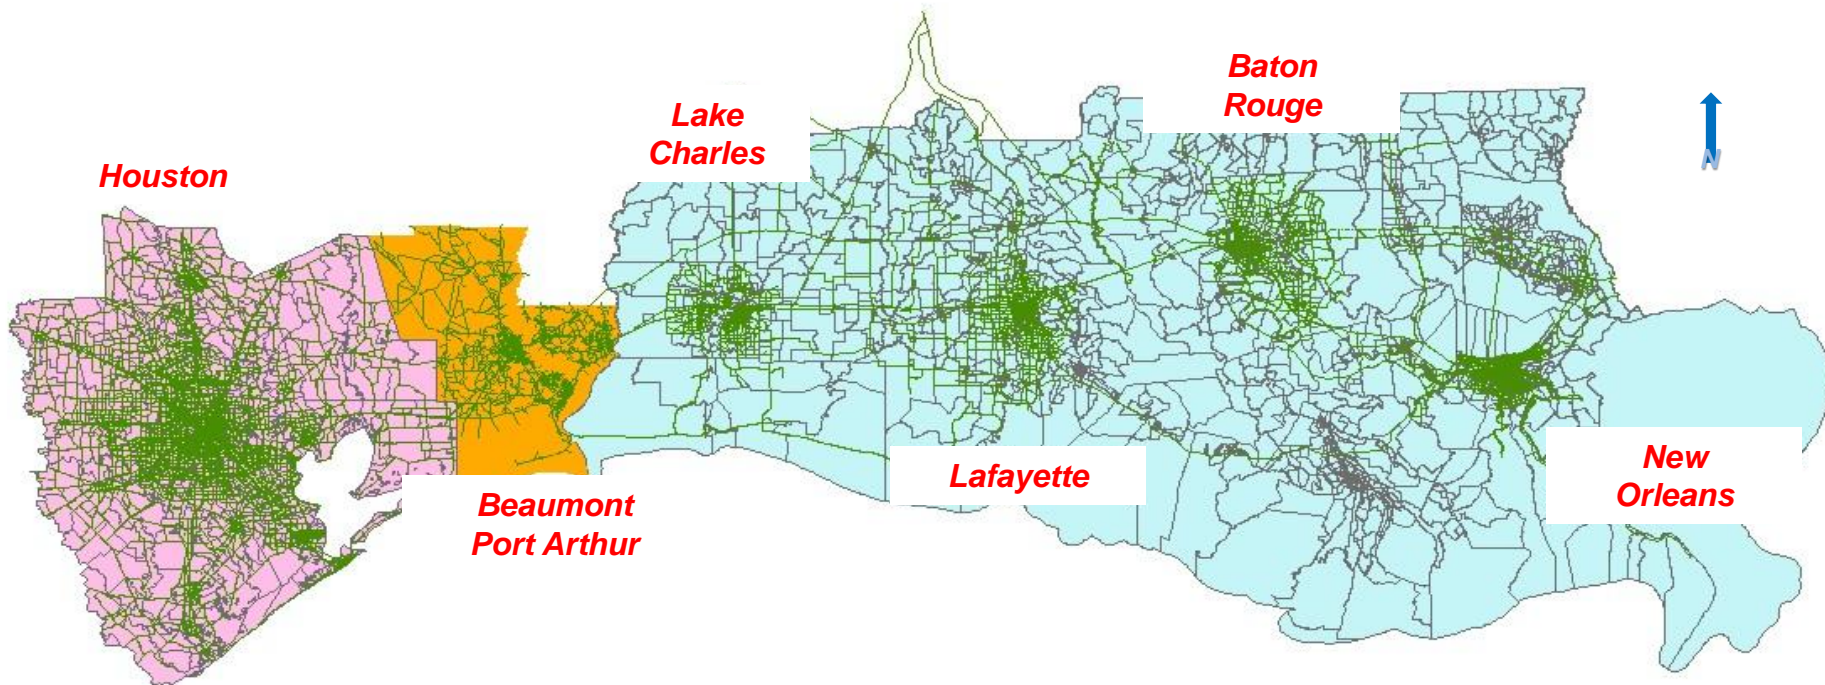 Baton
Rouge
Lake
Charles
Houston
N
Lafayette
New
Orleans
Beaumont
Port Arthur